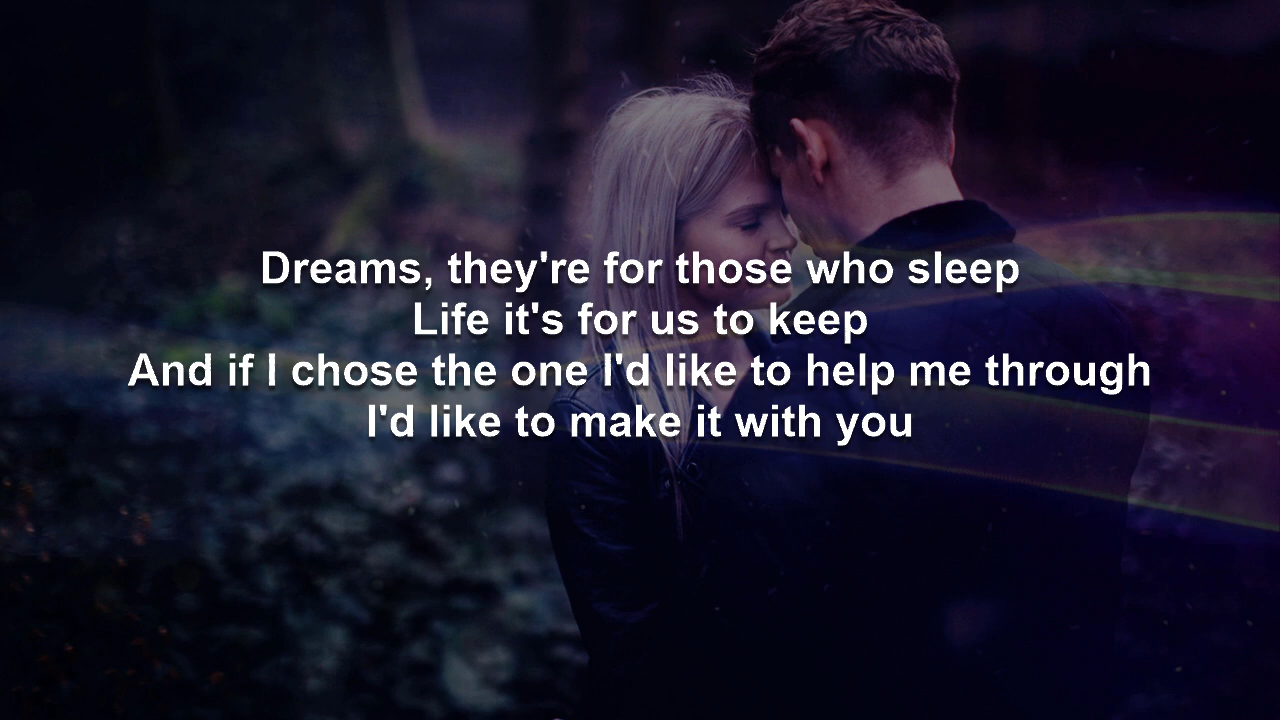 Dreams, they're for those who sleep
Life it's for us to keep
And if I chose the one I'd like to help me through
I'd like to make it with you